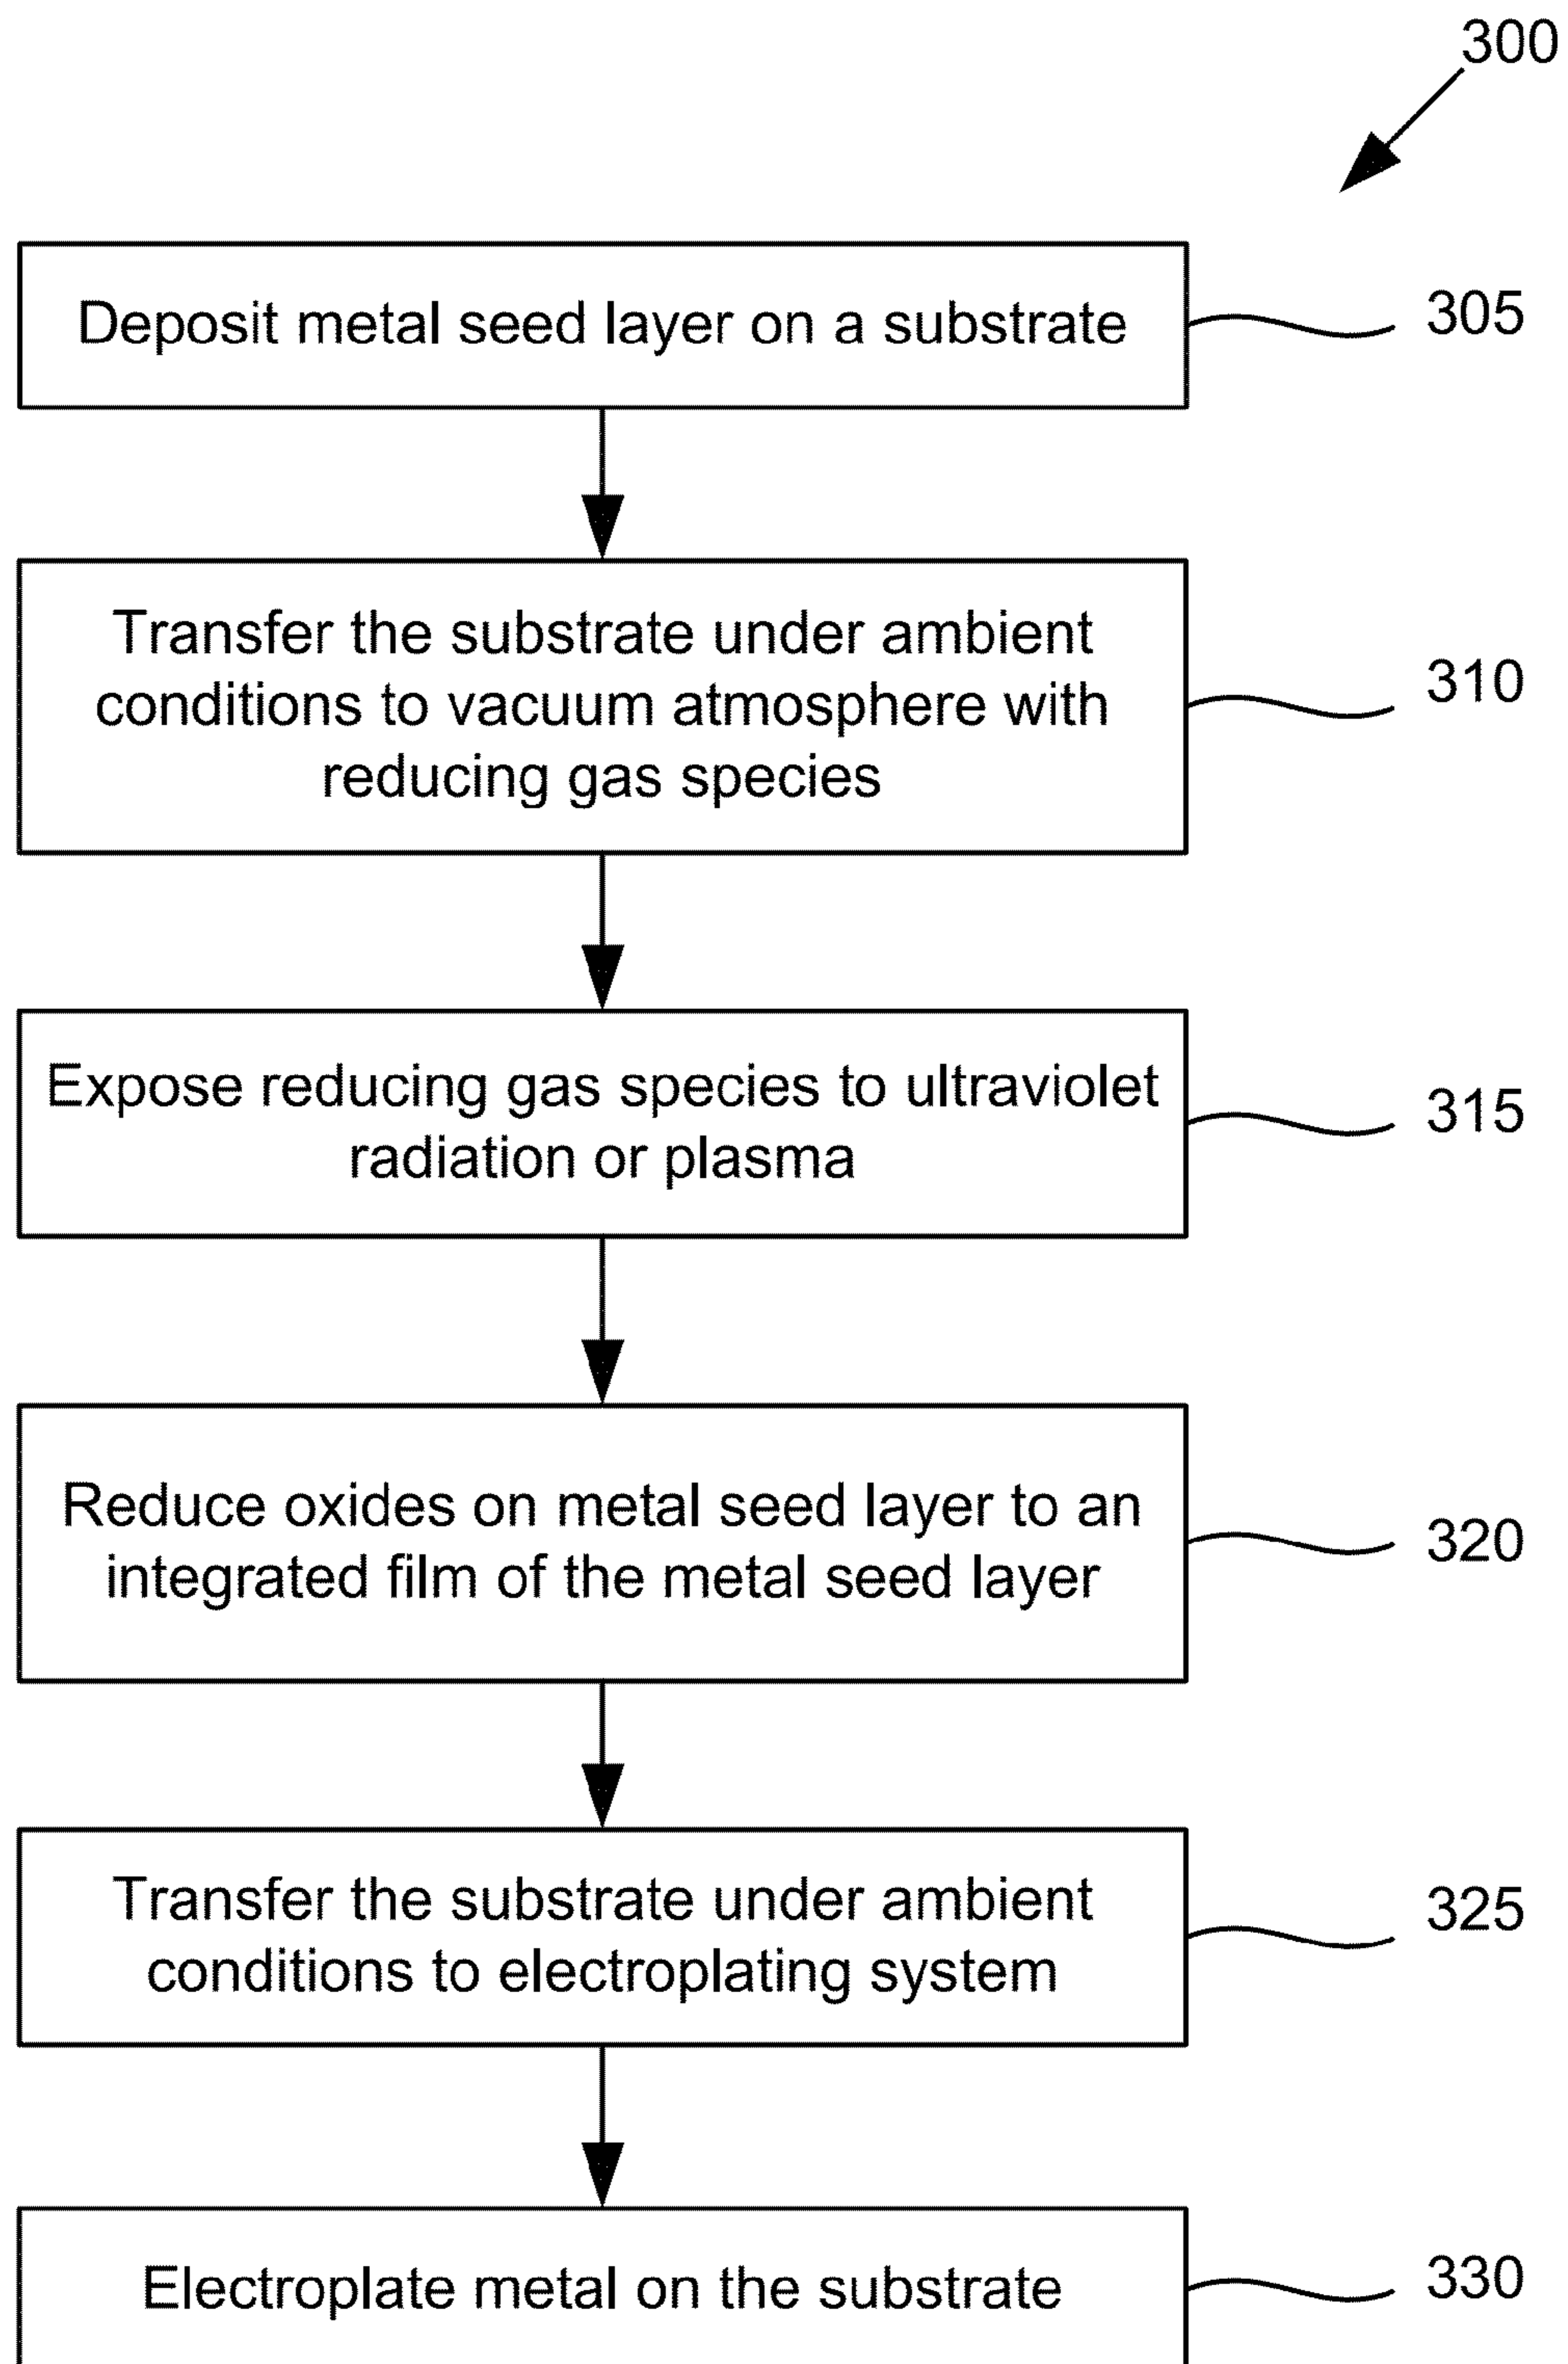 300
Deposit metal seed layer on a substrate
305
Transfer the substrate under ambient
conditions to vacuum atmosphere with
reducing gas species
310
Expose reducing gas species to ultraviolet
radiation or plasma
315
Reduce oxides on metal seed layer to an
integrated film of the metal seed layer
320
Transfer the substrate under ambient
conditions to electroplating system
325
Electroplate metal on the substrate
330